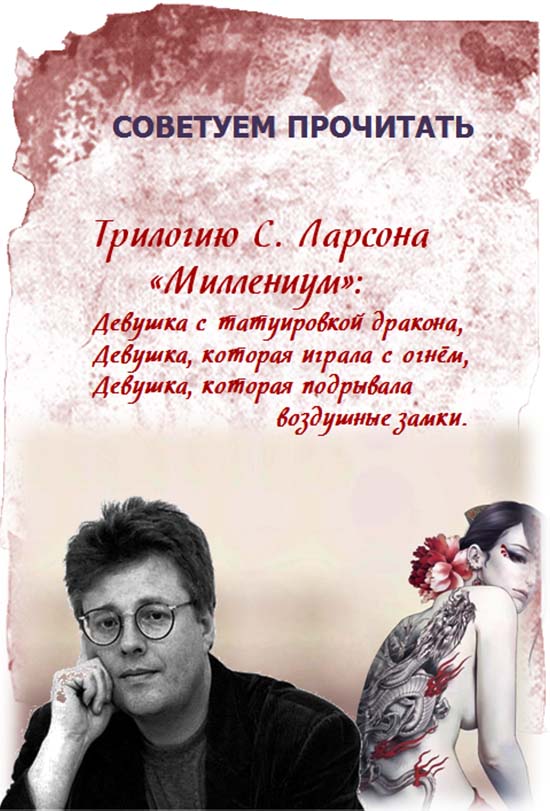 СОВЕТУЕМ ПРОЧИТАТЬ
Трилогию С. Ларсона
«Миллениум»:
Девушка с татуировкой дракона,
Девушка, которая играла с огнём,
Девушка, которая подрывала
воздушные замки.